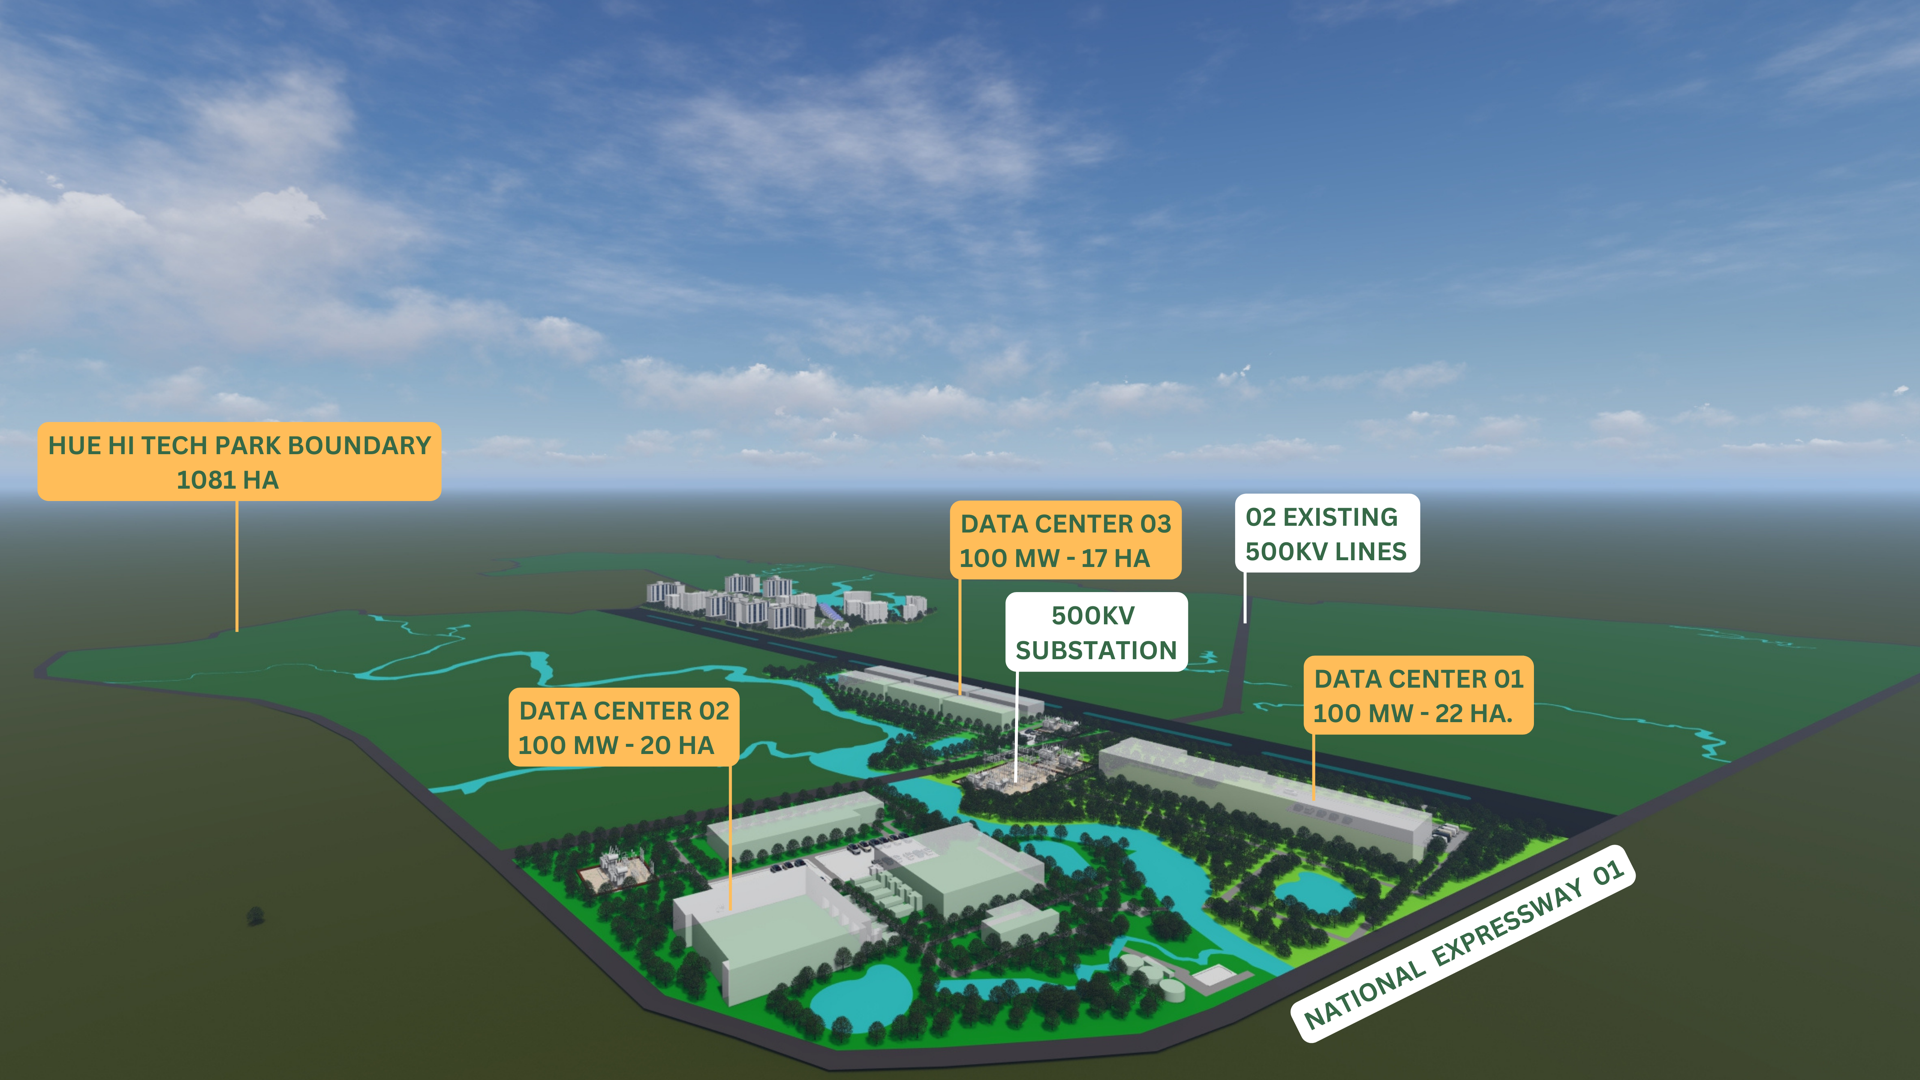 HUE HI TECH PARK BOUNDARY
1081 HA
DATA CENTER 03
100 MW - 17 HA
02 EXISTING
500KV LINES
500KV
SUBSTATION
DATA CENTER 01
100 MW - 22 HA.
DATA CENTER 02
100 MW - 20 HA
NATIONAL EXPRESSWAY 01